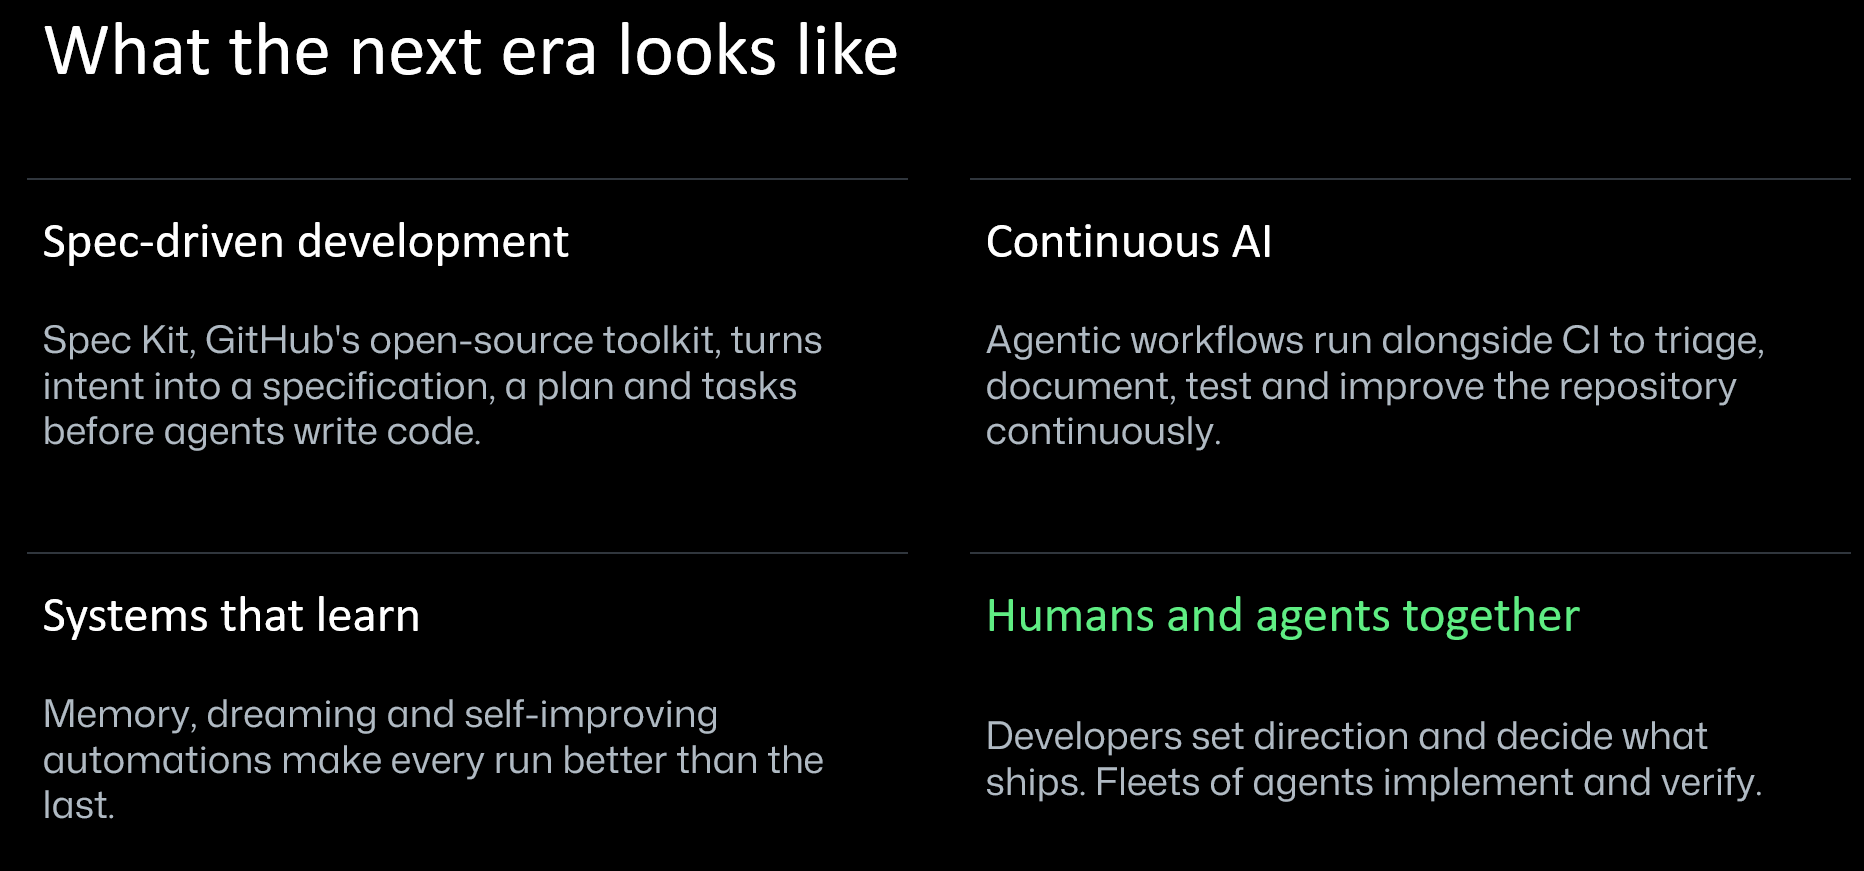 What the next era looks like
Spec-driven development
Spec Kit, GitHub's open-source toolkit, turns
intent into a specification, a plan and tasks
before agents write code.
Continuous AI
Agentic workflows run alongside CI to triage,
document, test and improve the repository
continuously.
Systems that learn
Memory, dreaming and self-improving
automations make every run better than the
last.
Humans and agents together
Developers set direction and decide what
ships. Fleets of agents implement and verify.